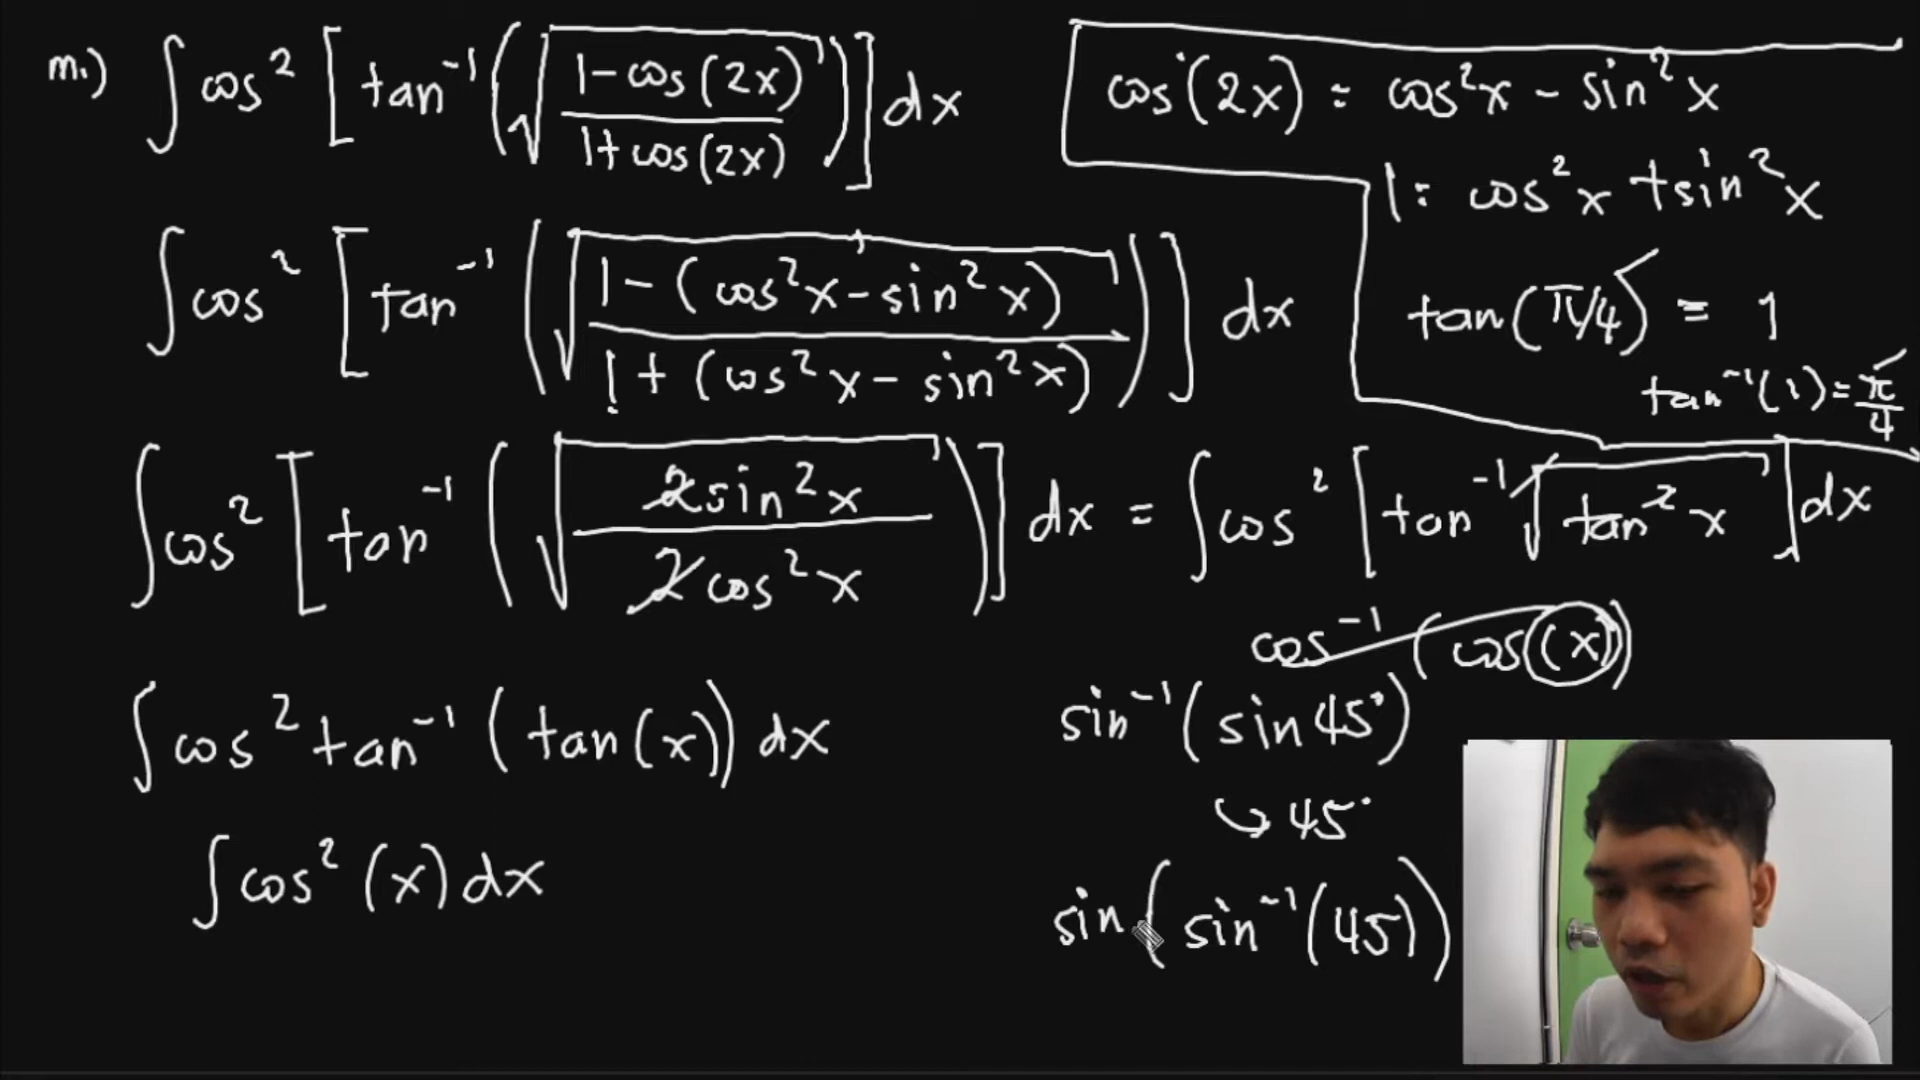 m.) ∫ cos² [tan⁻¹(√((1-cos(2x))/(1+cos(2x))))] dx
∫ cos² [tan⁻¹(√((1-(cos²x-sin²x))/(1+(cos²x-sin²x))))] dx
∫ cos² [tan⁻¹(√(2sin²x/2cos²x))] dx = ∫ cos² [tan⁻¹√(tan²x)] dx
∫ cos² tan⁻¹(tan(x)) dx
∫ cos² (x) dx
cos(2x) = cos²x - sin²x
1 = cos²x + sin²x
tan(π/4) = 1
tan⁻¹(1) = π/4
cos⁻¹(cos(x))
sin⁻¹(sin 45°)
↪ 45°
sin(sin⁻¹(45))